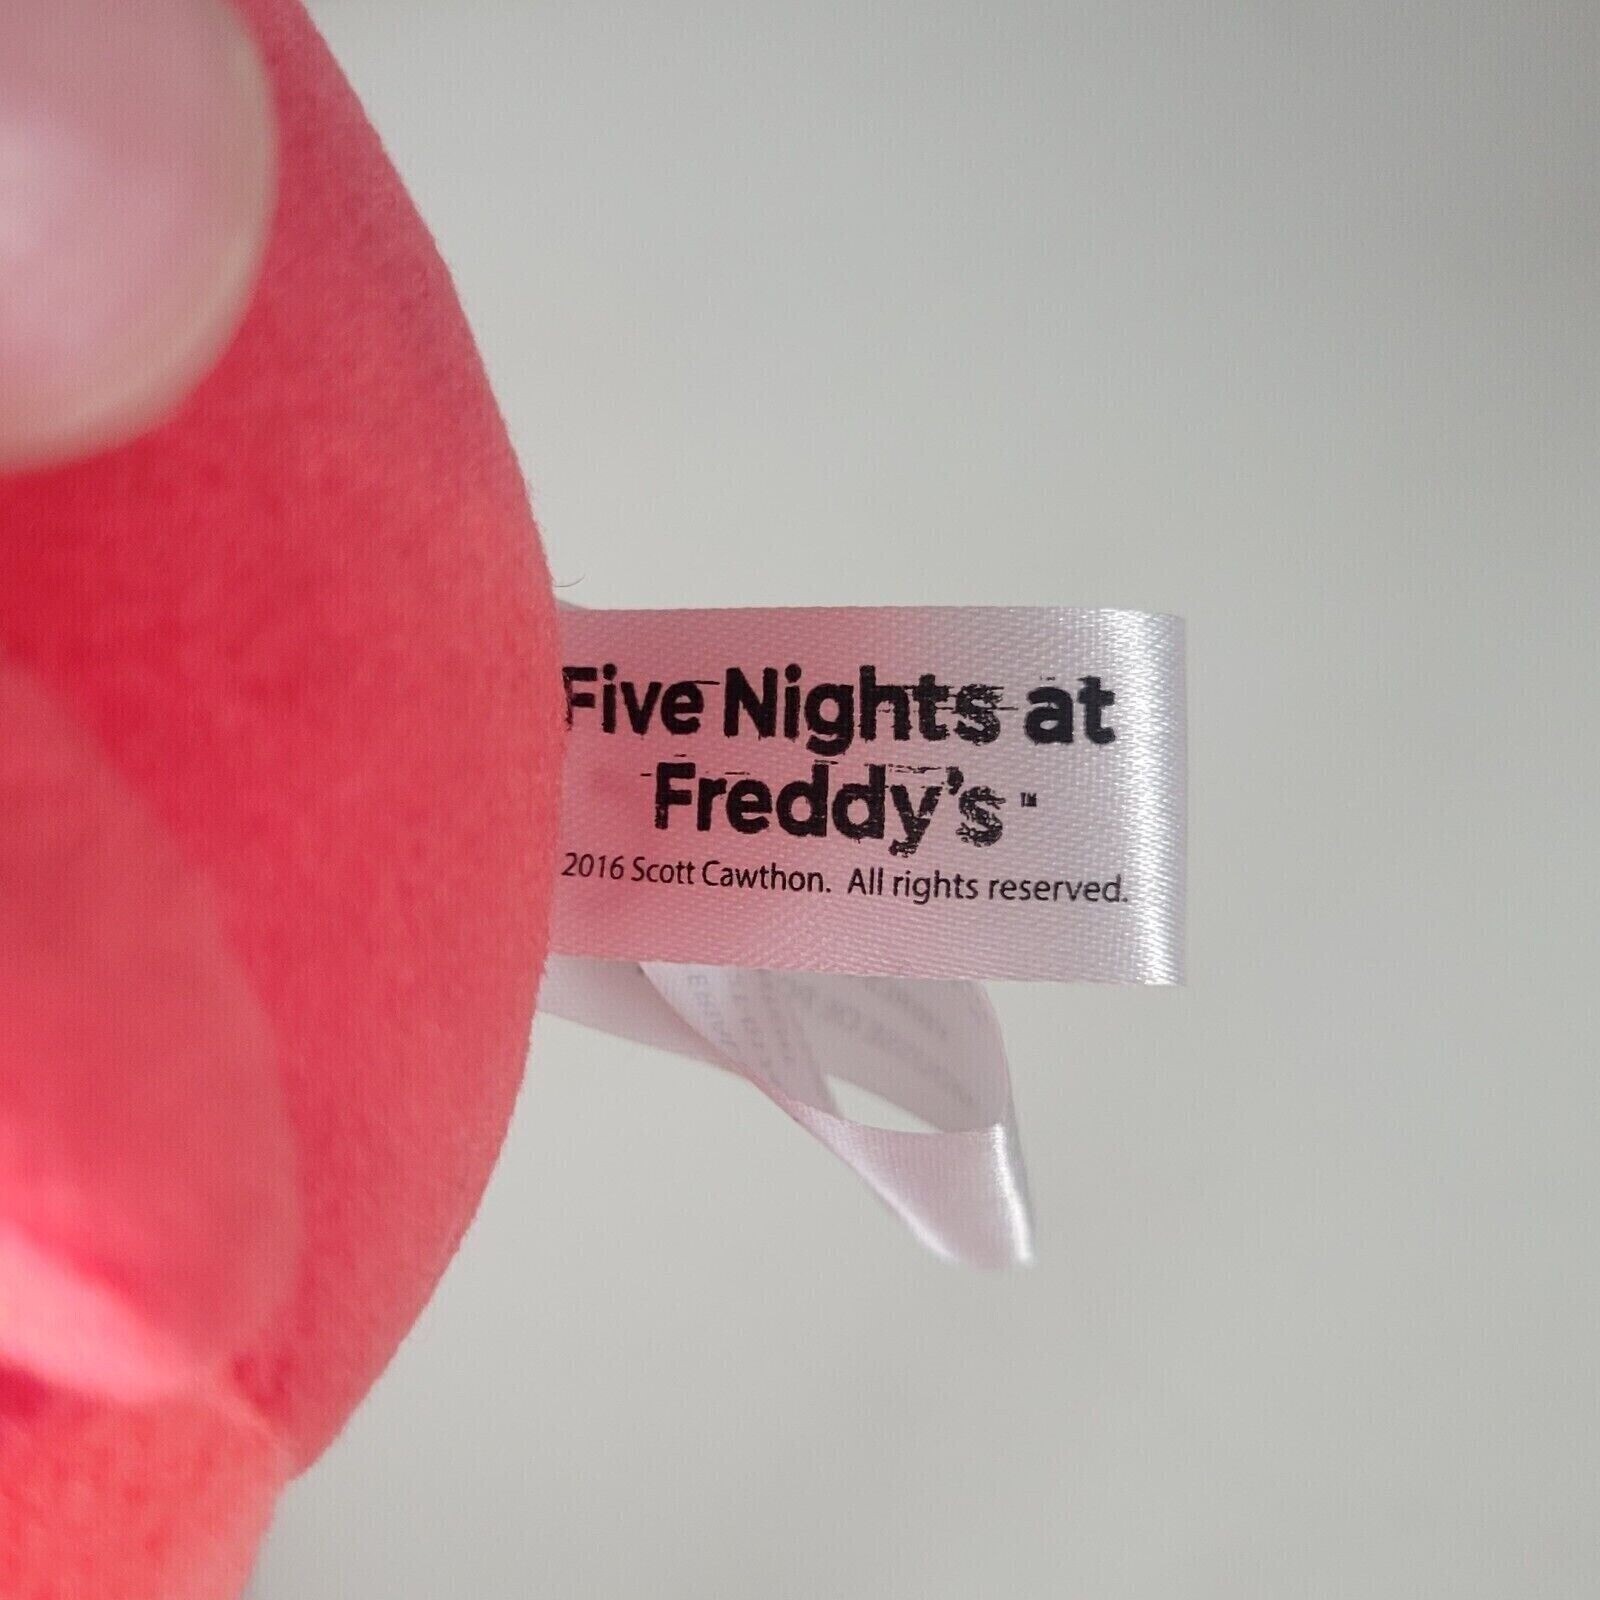 Five Nights at
Freddy's™
2016 Scott Cawthon. All rights reserved.